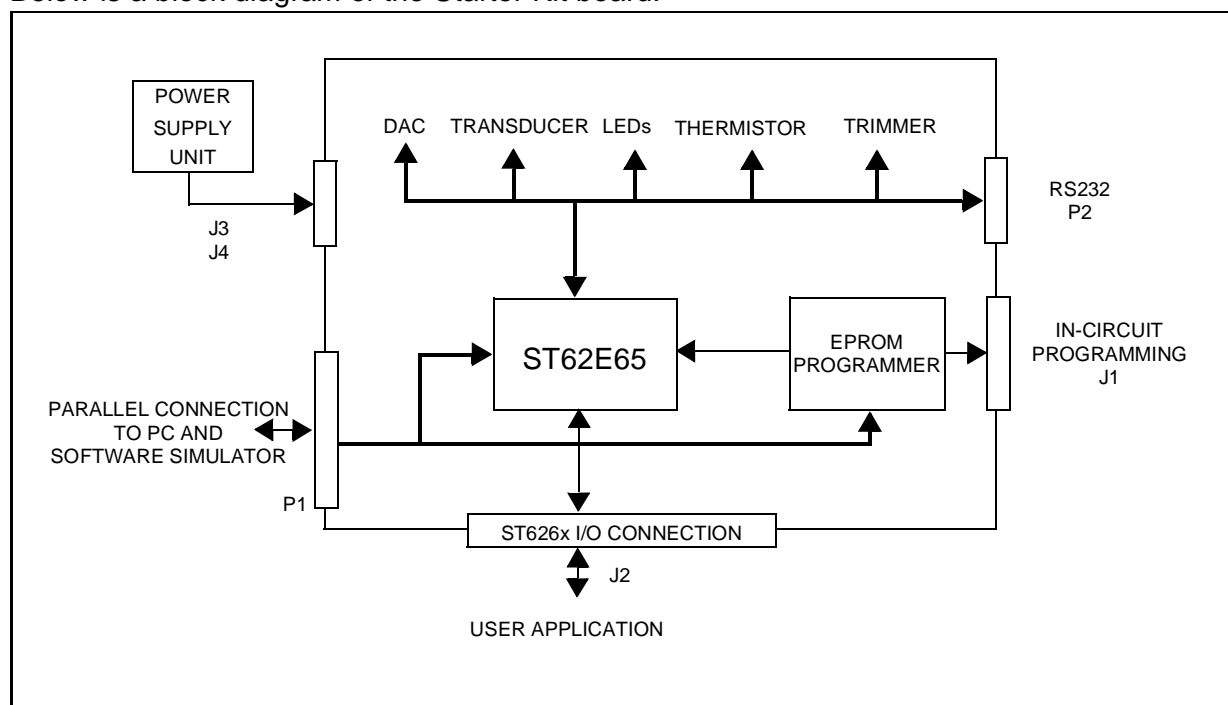 Below is a block diagram of the Starter Kit board:
POWER
SUPPLY
UNIT
J3
J4
DAC
TRANSDUCER
LEDs
THERMISTOR
TRIMMER
RS232
P2
ST62E65
EPROM
PROGRAMMER
IN-CIRCUIT
PROGRAMMING
J1
PARALLEL CONNECTION
TO PC AND
SOFTWARE SIMULATOR
P1
ST626x I/O CONNECTION
J2
USER APPLICATION